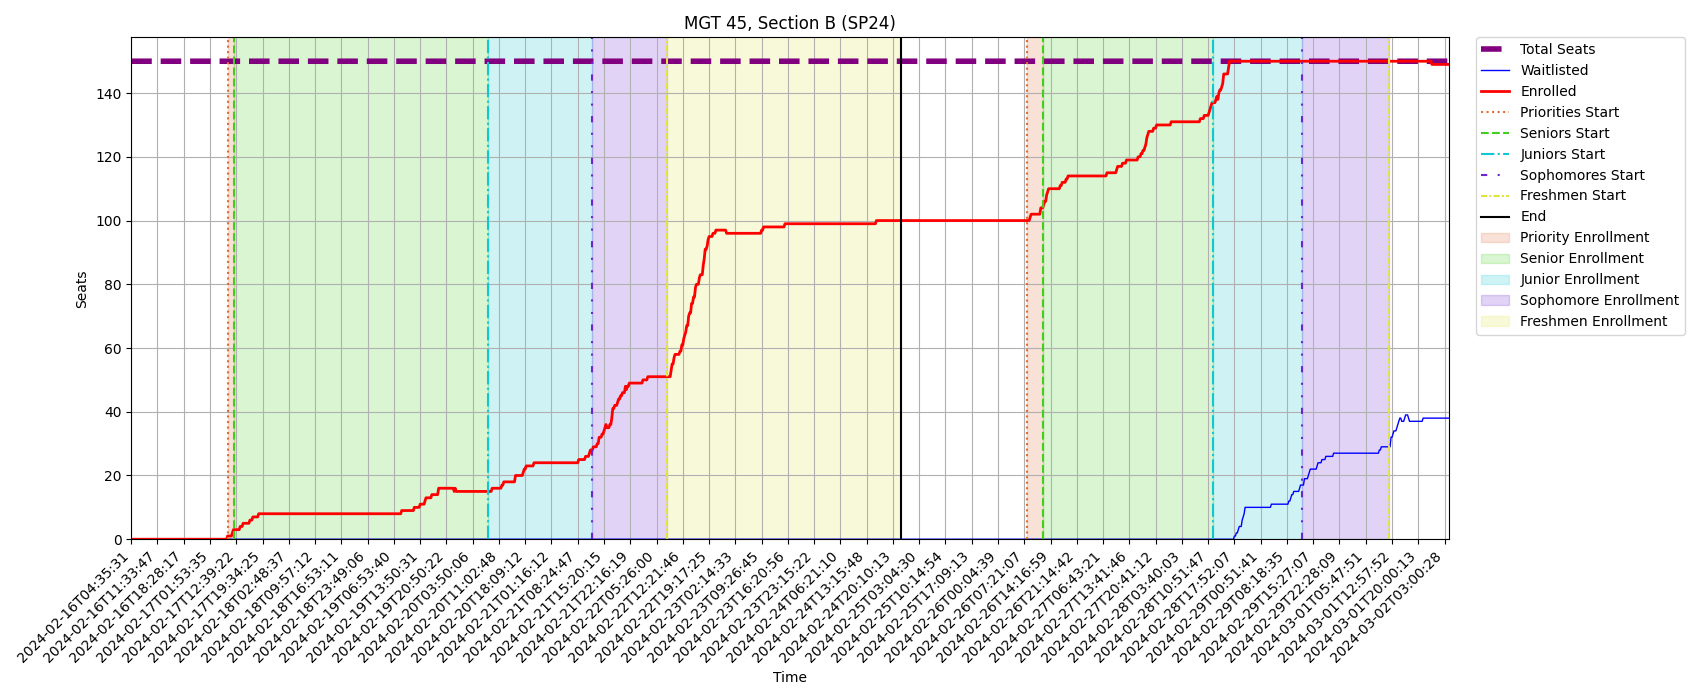 MGT 45, Section B (SP24)
Total Seats
Waitlisted
Enrolled
Priorities Start
Seniors Start
Juniors Start
Sophomores Start
Freshmen Start
End
Priority Enrollment
Senior Enrollment
Junior Enrollment
Sophomore Enrollment
Freshmen Enrollment
Seats
140
120
100
80
60
40
20
0
2024-02-16T04:35:31
2024-02-16T11:33:47
2024-02-16T18:28:17
2024-02-17T01:53:35
2024-02-17T12:39:22
2024-02-17T19:34:25
2024-02-18T02:48:37
2024-02-18T09:57:12
2024-02-18T16:53:11
2024-02-18T23:49:06
2024-02-19T06:53:40
2024-02-19T13:50:31
2024-02-19T20:50:22
2024-02-20T03:50:06
2024-02-20T11:02:48
2024-02-20T18:09:12
2024-02-21T01:16:12
2024-02-21T08:24:47
2024-02-21T15:20:15
2024-02-21T22:16:19
2024-02-22T05:26:00
2024-02-22T12:21:46
2024-02-22T19:17:25
2024-02-23T02:14:33
2024-02-23T09:26:45
2024-02-23T16:20:56
2024-02-23T23:15:22
2024-02-24T06:21:10
2024-02-24T13:15:48
2024-02-24T20:10:13
2024-02-25T03:04:30
2024-02-25T10:14:54
2024-02-25T17:09:13
2024-02-26T00:04:39
2024-02-26T07:21:07
2024-02-26T14:16:59
2024-02-26T21:14:42
2024-02-27T06:43:21
2024-02-27T13:41:46
2024-02-27T20:41:12
2024-02-28T03:40:03
2024-02-28T10:51:47
2024-02-28T17:52:07
2024-02-29T00:51:41
2024-02-29T08:18:35
2024-02-29T15:27:07
2024-02-29T22:28:09
2024-03-01T05:47:51
2024-03-01T12:57:52
2024-03-01T20:00:13
2024-03-02T03:00:28
Time